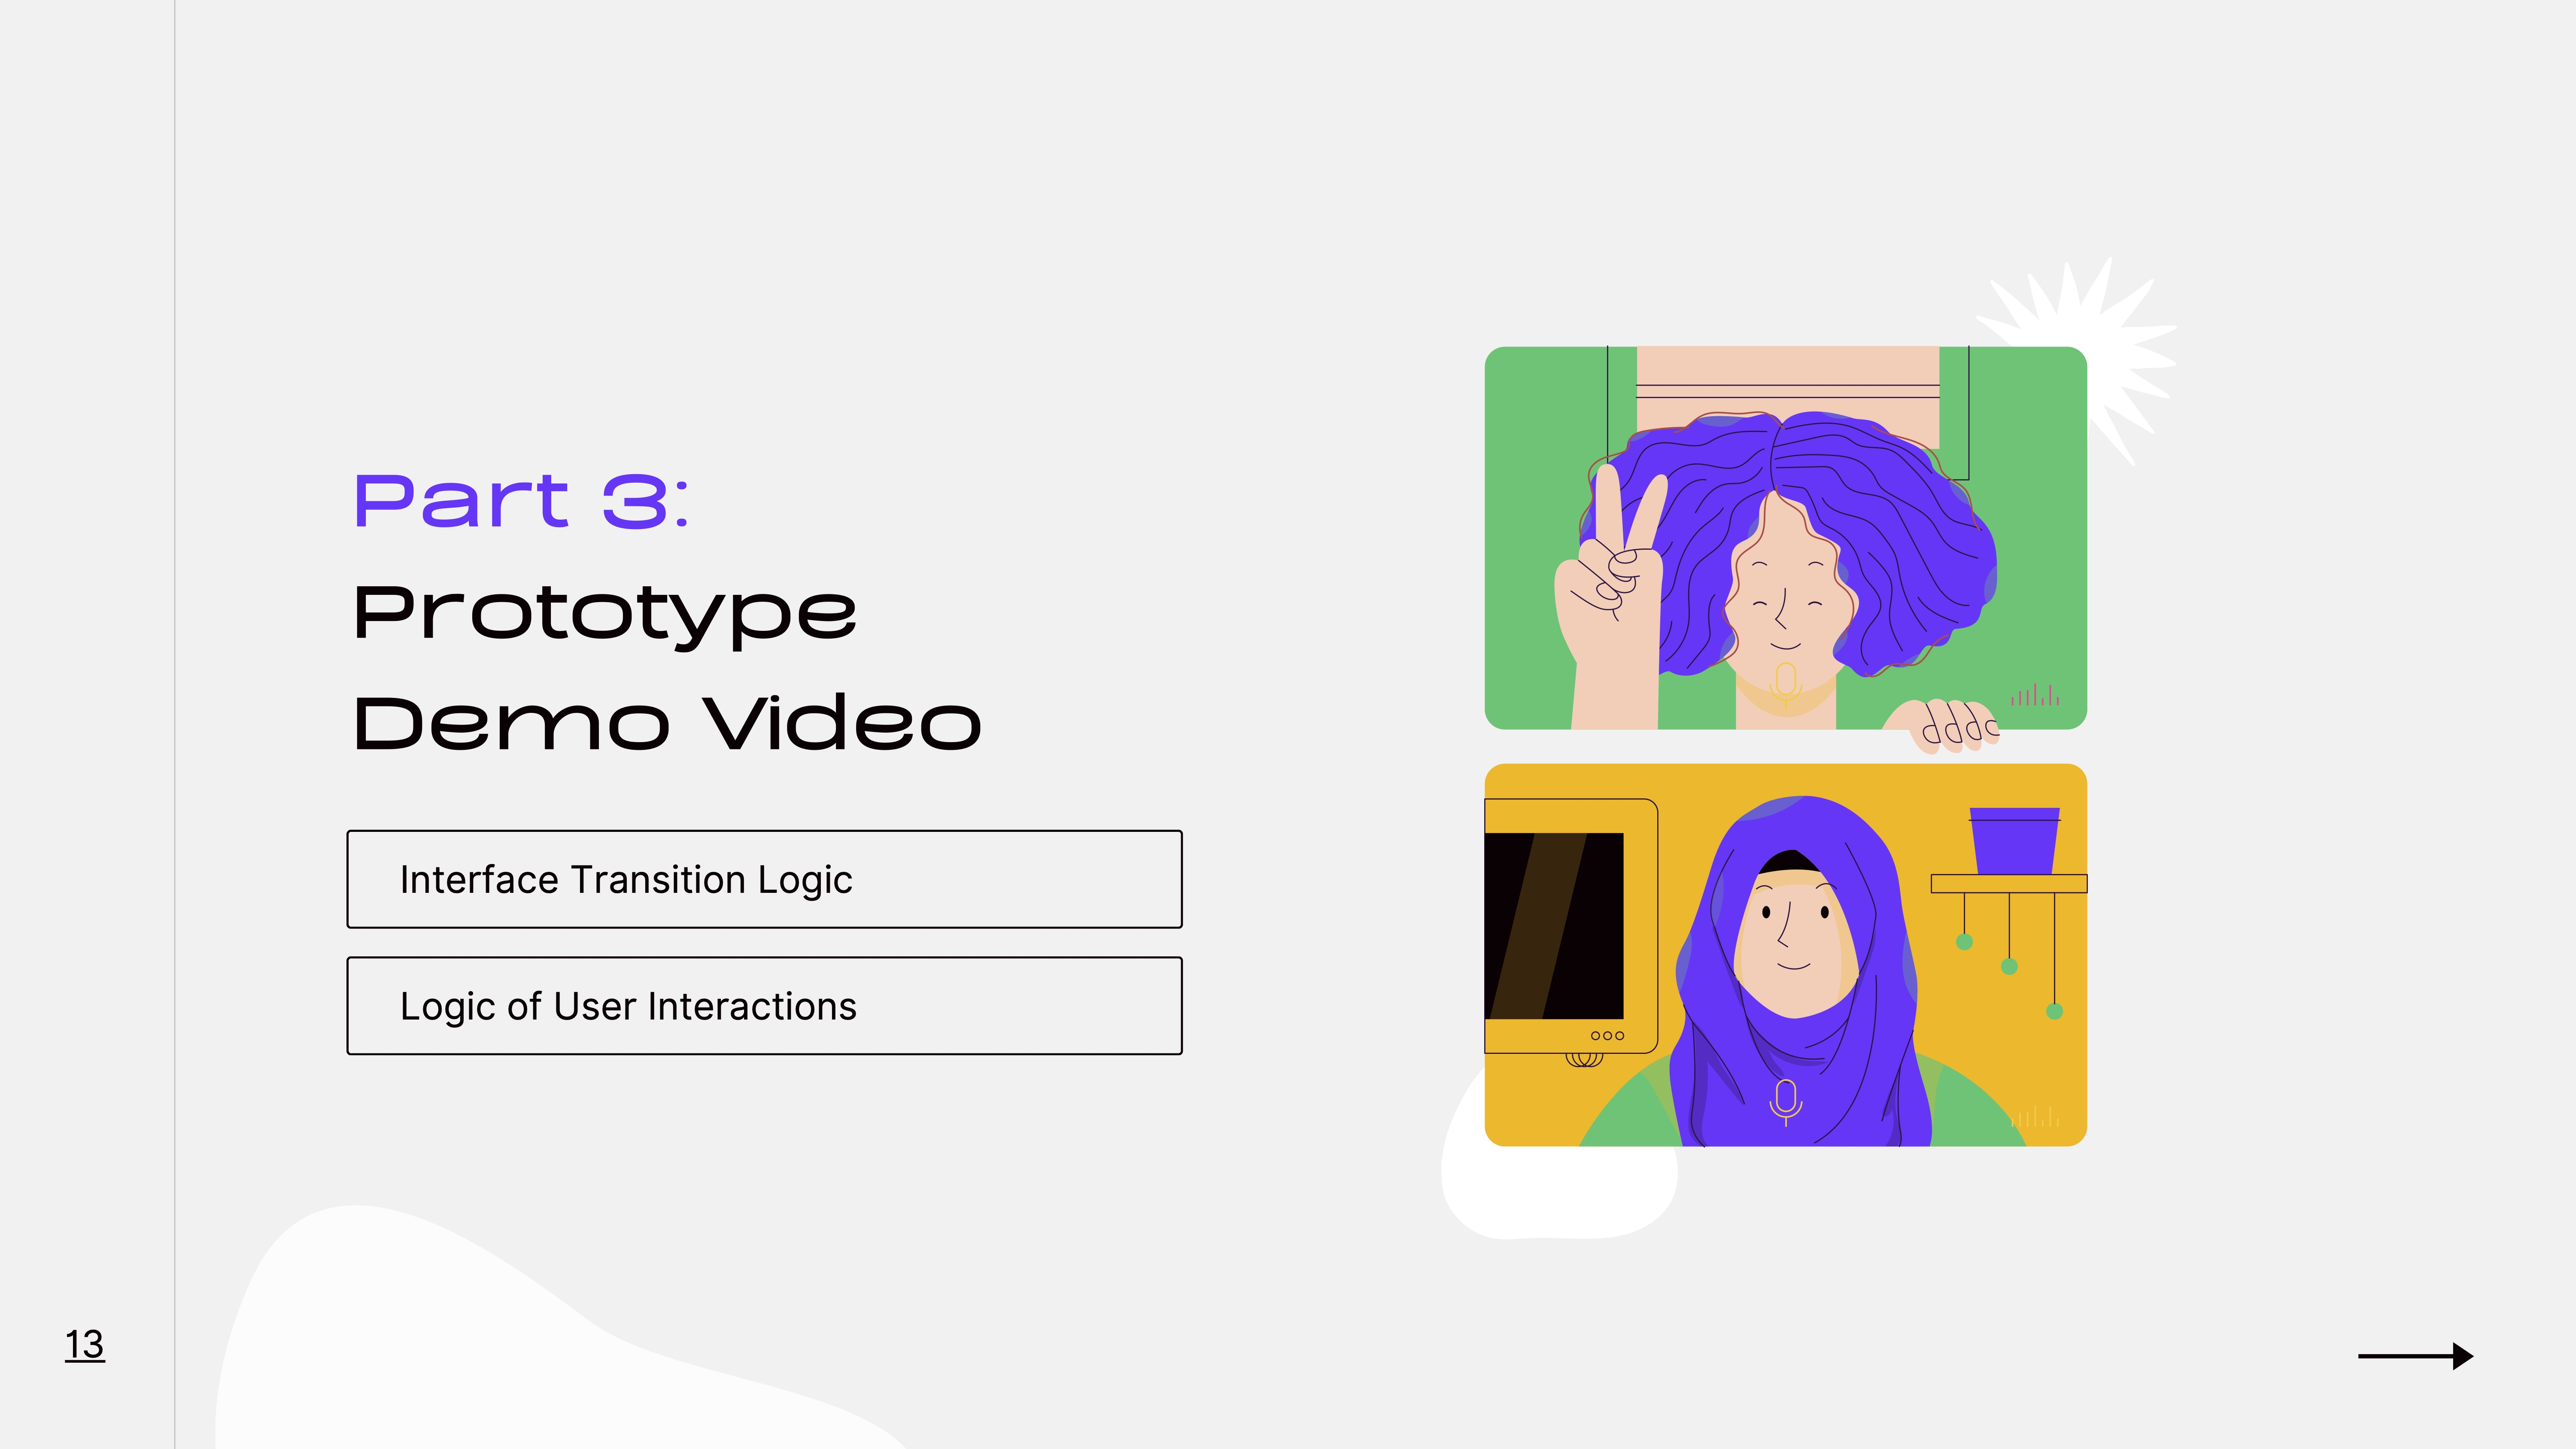 Part 3:
Prototype
Demo Video
Interface Transition Logic
Logic of User Interactions
13